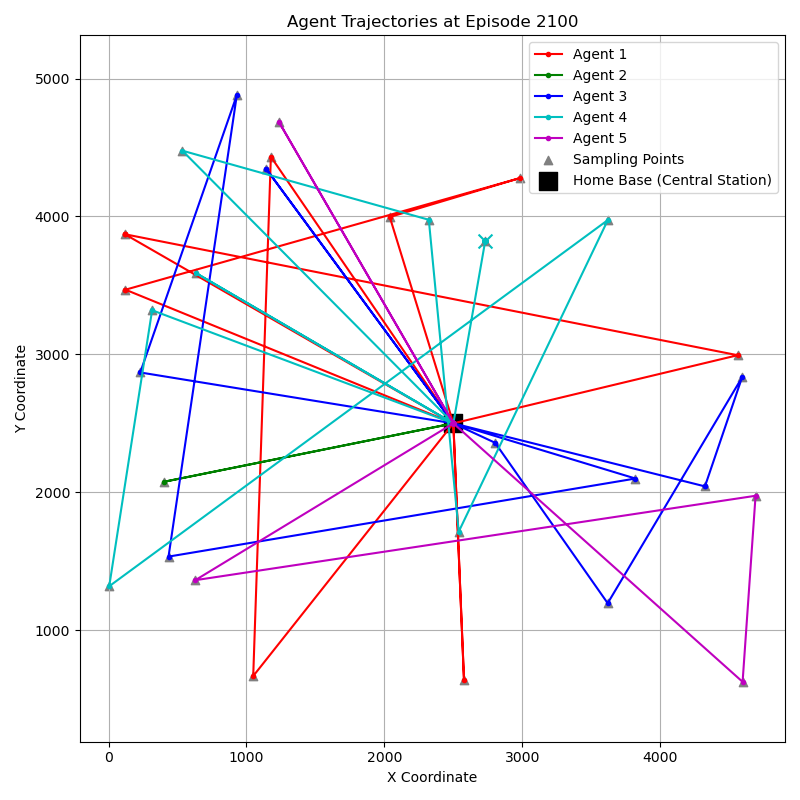 Agent Trajectories at Episode 2100
Agent 1
Agent 2
Agent 3
Agent 4
Agent 5
Sampling Points
Home Base (Central Station)
Y Coordinate
5000
4000
3000
2000
1000
0
1000
2000
3000
4000
X Coordinate